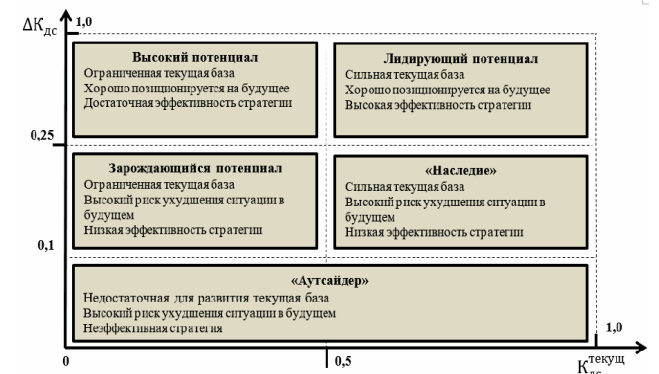 ΔКдс
1,0
Высокий потенциал
Ограниченная текущая база
Хорошо позиционируется на будущее
Достаточная эффективность стратегии
Лидирующий потенциал
Сильная текущая база
Хорошо позиционируется на будущее
Высокая эффективность стратегии
0,25
Зарождающийся потенциал
Ограниченная текущая база
Высокий риск ухудшения ситуации в
будущем
Низкая эффективность стратегии
«Наследие»
Сильная текущая база
Высокий риск ухудшения ситуации в
будущем
Низкая эффективность стратегии
0,1
«Аутсайдер»
Недостаточная для развития текущая база
Высокий риск ухудшения ситуации в будущем
Неэффективная стратегия
1,0
0
0,5
Кдс текущ